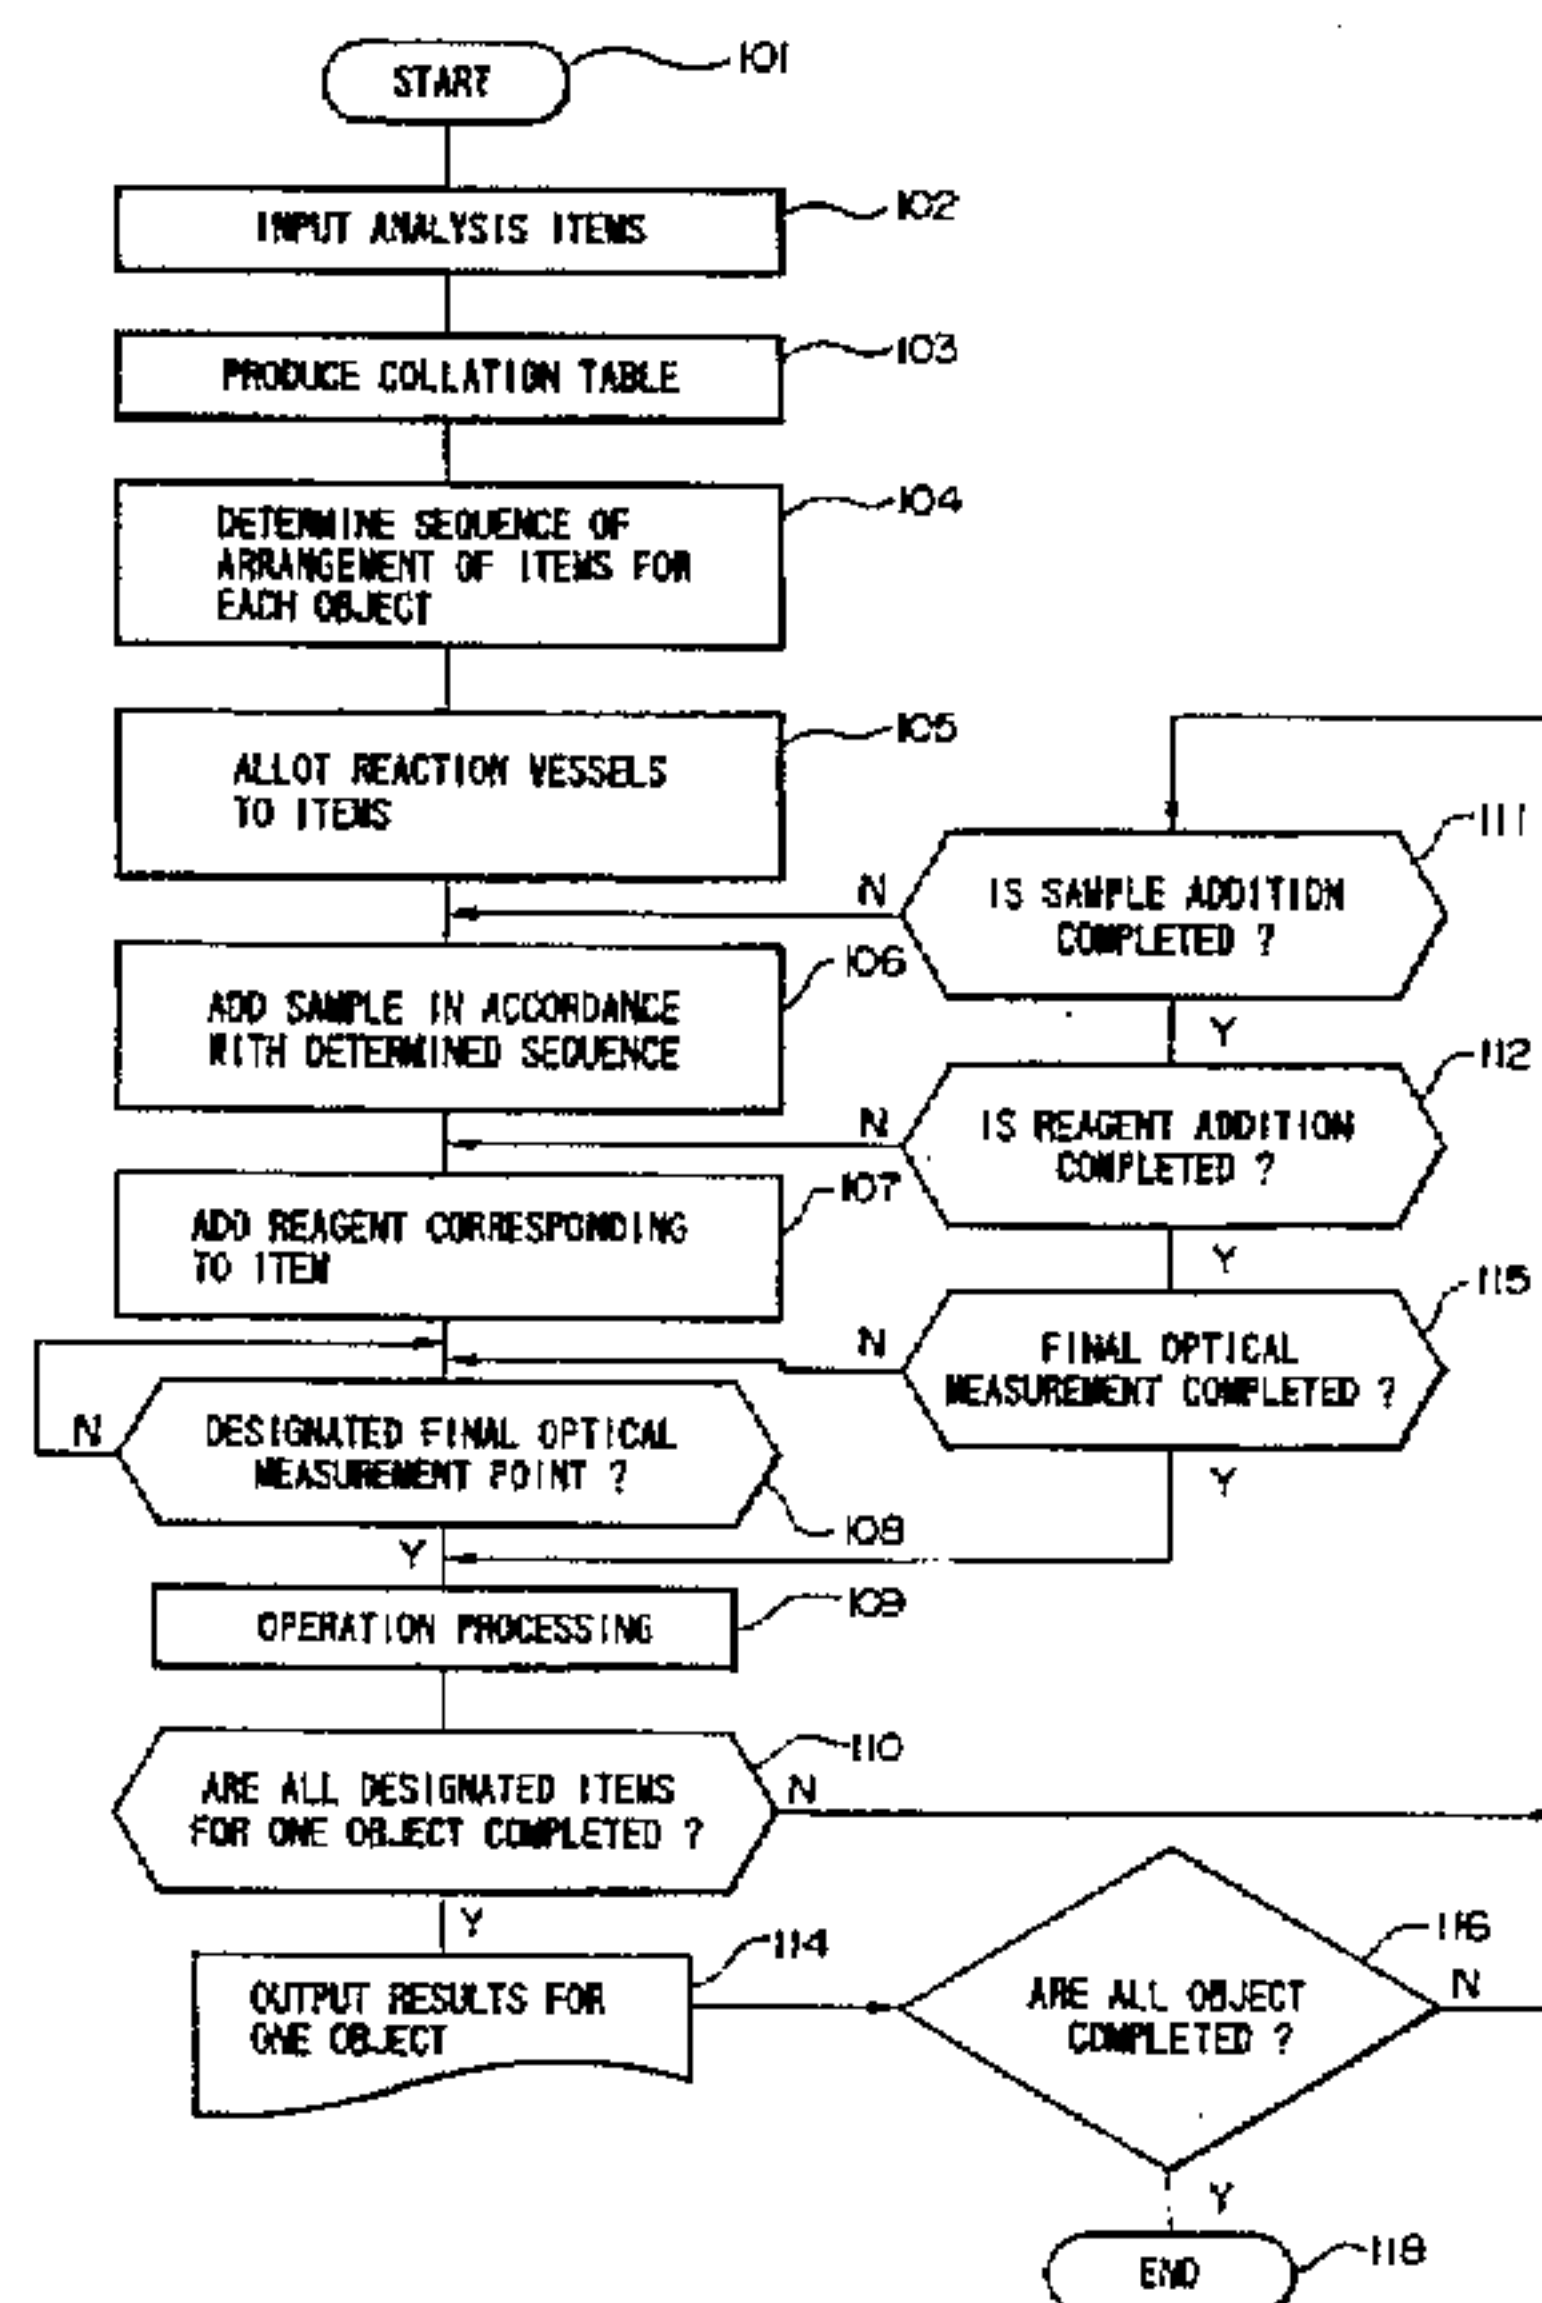 START
101
INPUT ANALYSIS ITEMS
102
PRODUCE COLLATION TABLE
103
DETERMINE SEQUENCE OF
ARRANGEMENT OF ITEMS FOR
EACH OBJECT
104
ALLOT REACTION VESSELS
TO ITEMS
105
N
IS SAMPLE ADDITION
COMPLETED ?
111
Y
ADD SAMPLE IN ACCORDANCE
WITH DETERMINED SEQUENCE
106
N
IS REAGENT ADDITION
COMPLETED ?
112
Y
ADD REAGENT CORRESPONDING
TO ITEM
107
N
FINAL OPTICAL
MEASUREMENT COMPLETED ?
115
Y
N
DESIGNATED FINAL OPTICAL
MEASUREMENT POINT ?
108
Y
OPERATION PROCESSING
109
ARE ALL DESIGNATED ITEMS
FOR ONE OBJECT COMPLETED ?
110
N
Y
OUTPUT RESULTS FOR
ONE OBJECT
114
ARE ALL OBJECT
COMPLETED ?
116
N
Y
END
118